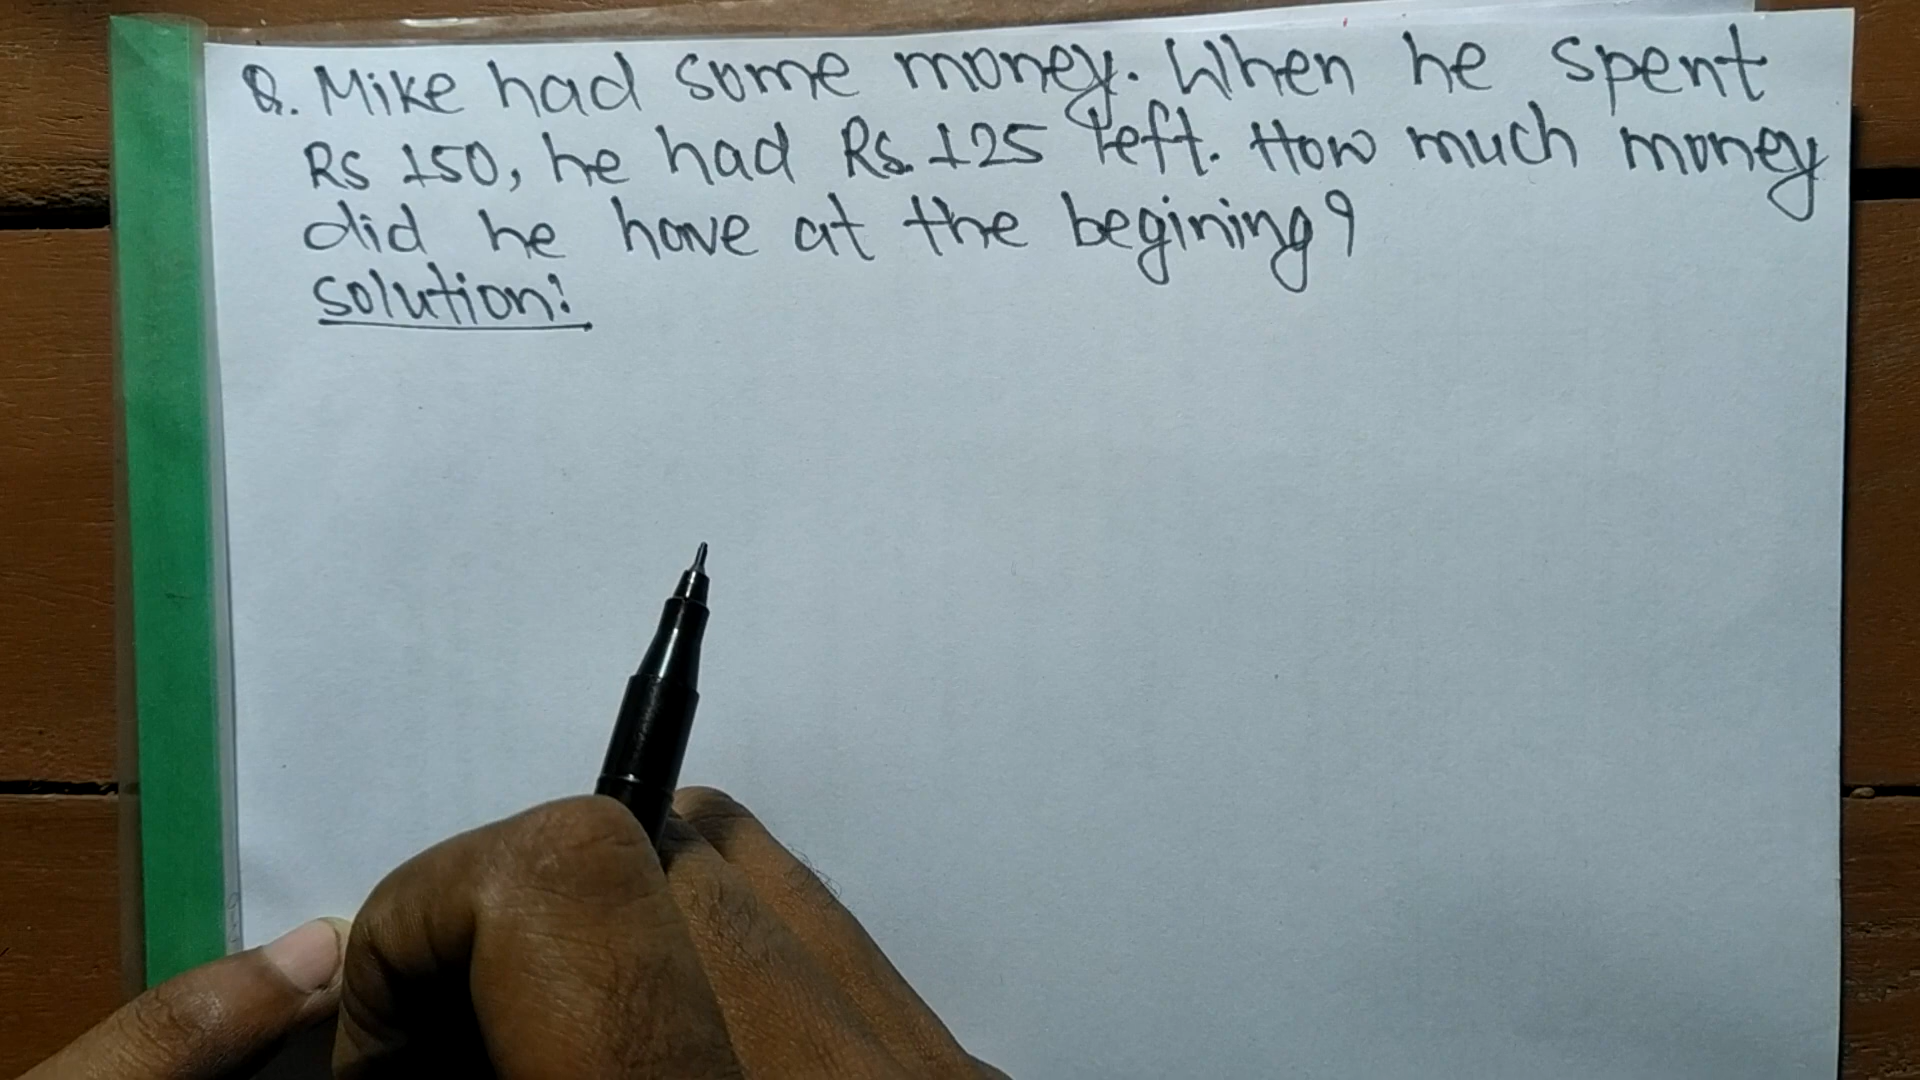 Q. Mike had some money. When he spent
Rs 150, he had Rs. 125 left. How much money
did he have at the begining?
solution: